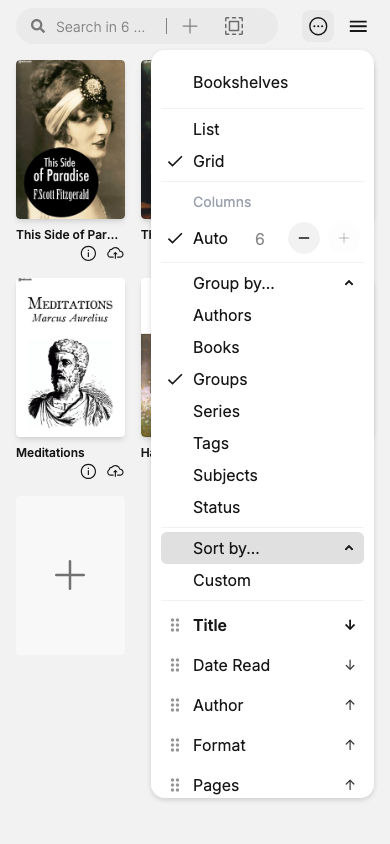 Search in 6 ...
Bookshelves
List
Grid
Columns
Auto 6
Group by...
Authors
Books
Groups
Series
Tags
Subjects
Status
Sort by...
Custom
Title
Date Read
Author
Format
Pages
This Side
of Paradise
F.Scott Fitzgerald
This Side of Par...
MEDITATIONS
Marcus Aurelius
Meditations